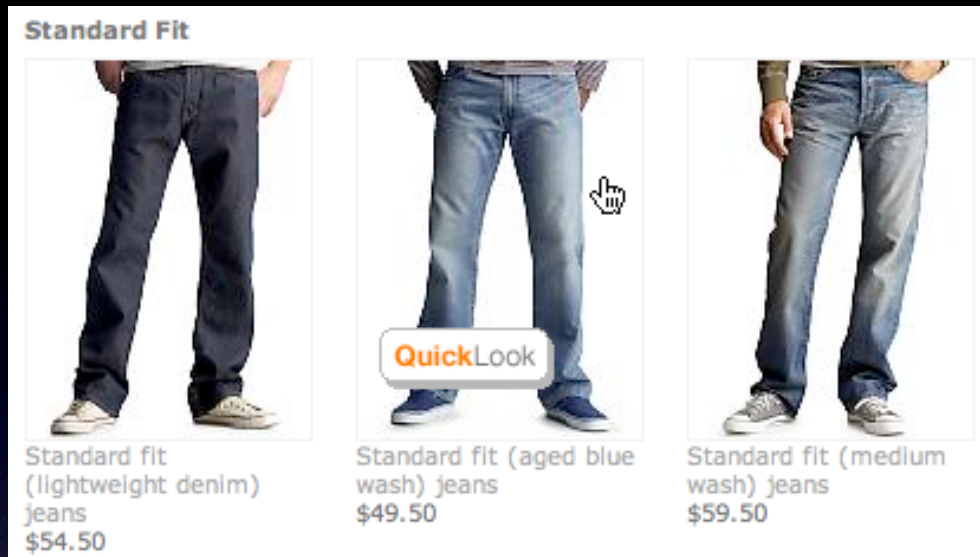 Standard Fit
QuickLook
Standard fit
(lightweight denim)
jeans
$54.50
Standard fit (aged blue
wash) jeans
$49.50
Standard fit (medium
wash) jeans
$59.50